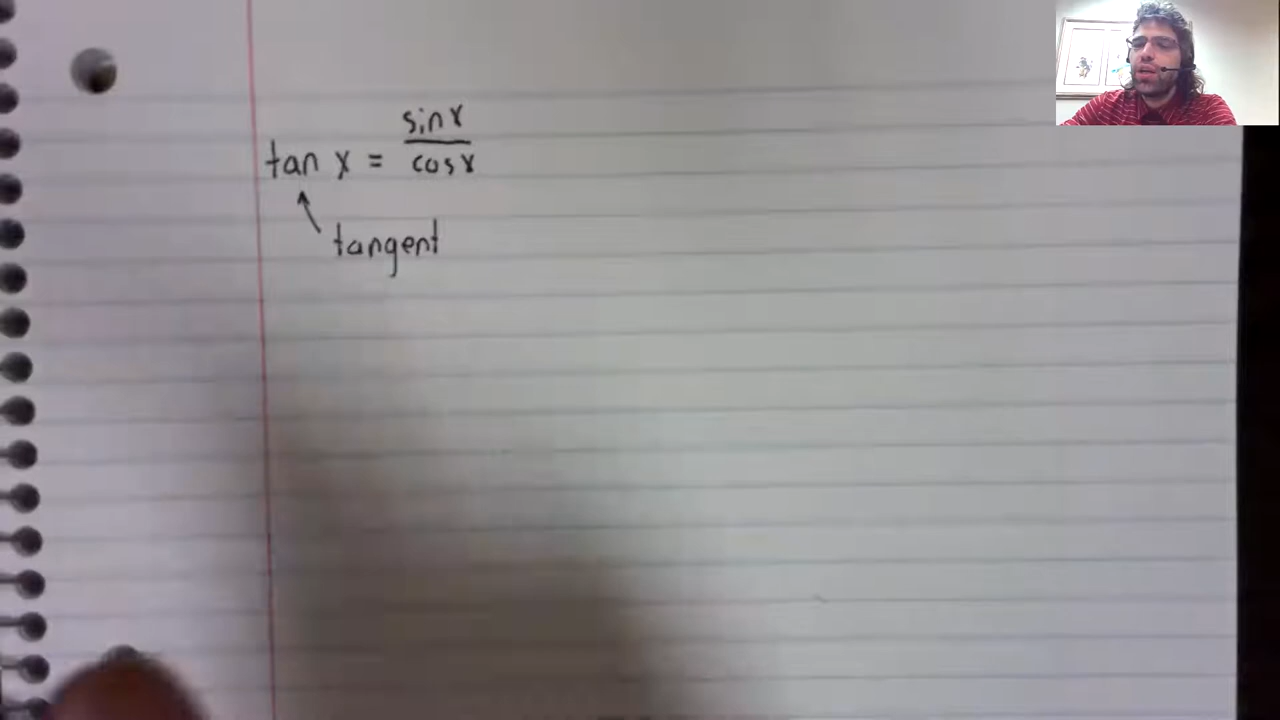 tan x = sin x / cos x
tangent